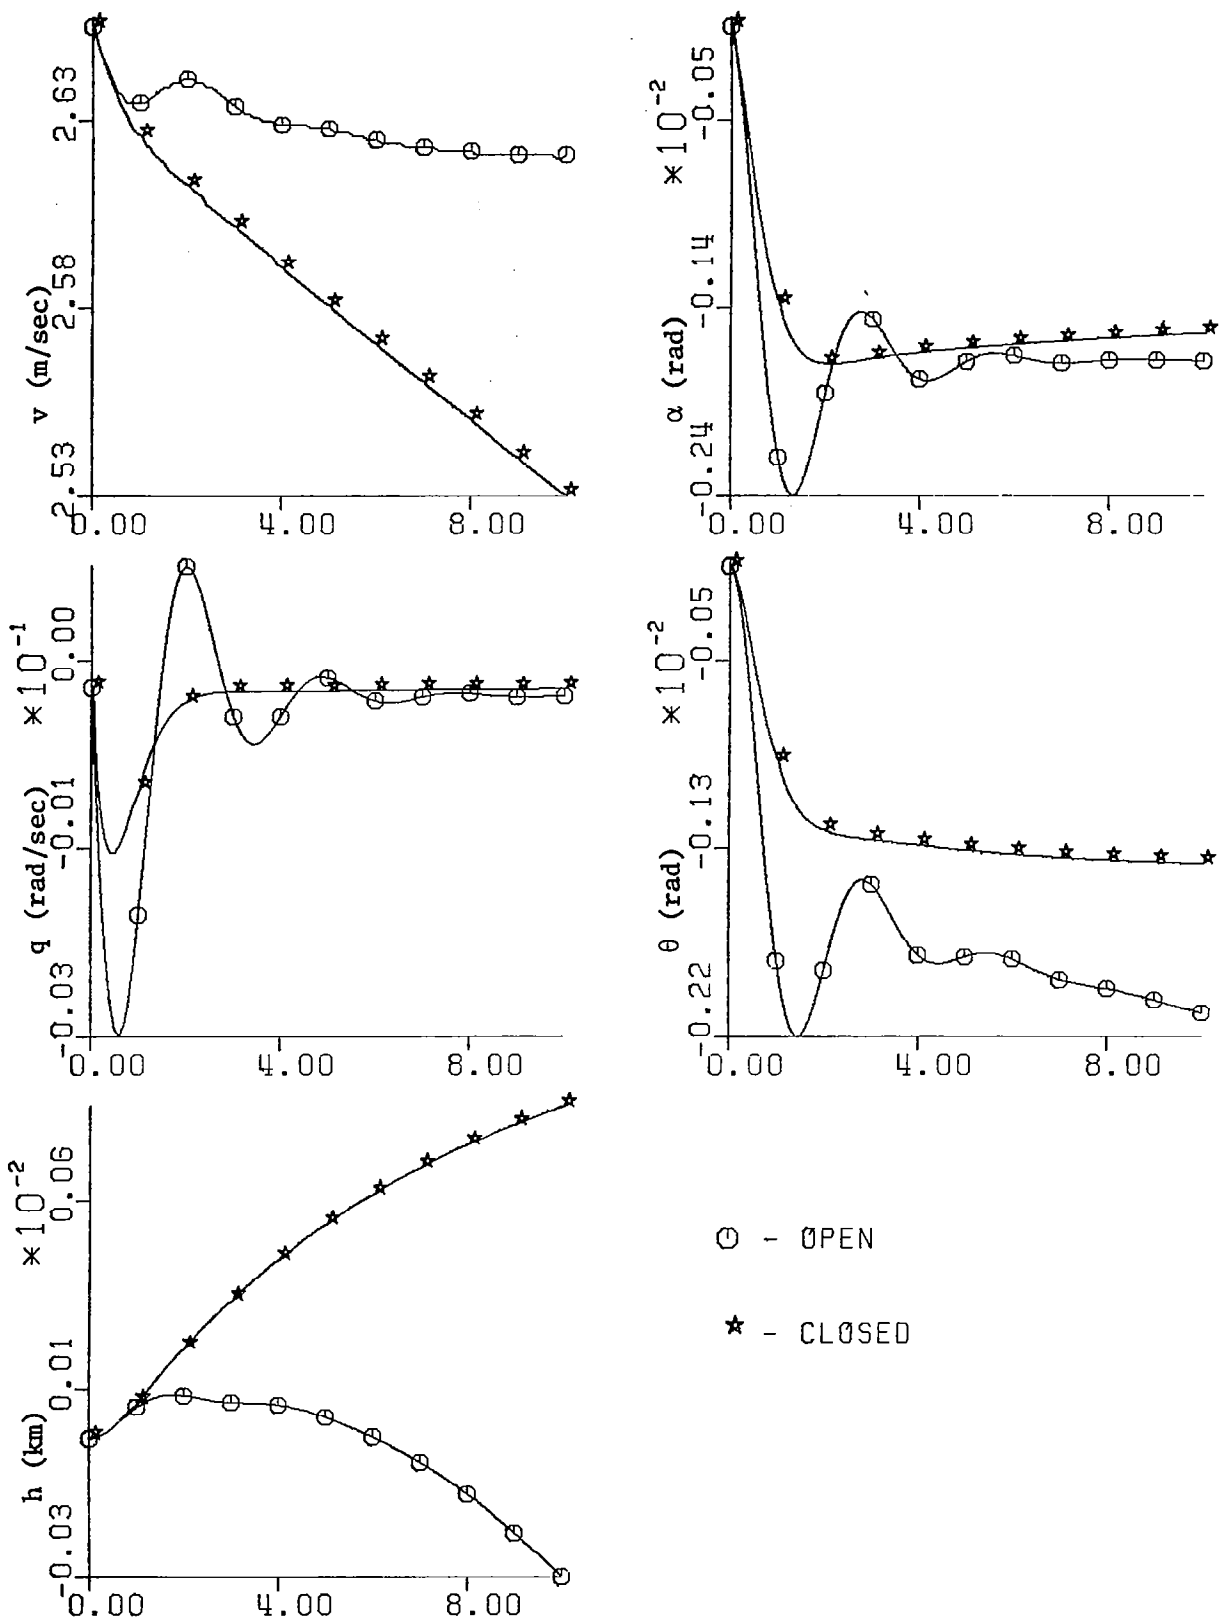 v (m/sec)
2.63
2.58
2.53
0.00 4.00 8.00
α (rad) *10⁻²
-0.05
-0.14
-0.24
0.00 4.00 8.00
q (rad/sec) *10⁻¹
0.00
-0.01
-0.03
0.00 4.00 8.00
θ (rad) *10⁻²
-0.05
-0.13
-0.22
0.00 4.00 8.00
h (km) *10⁻²
0.06
0.01
-0.03
0.00 4.00 8.00
- OPEN
- CLOSED